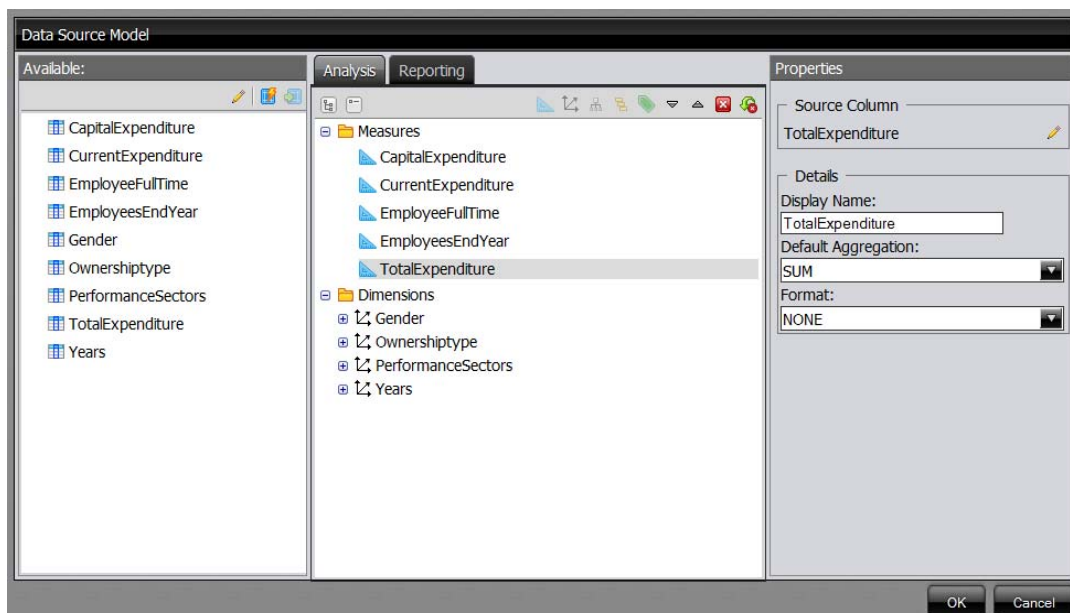 Data Source Model
Available:
CapitalExpenditure
CurrentExpenditure
EmployeeFullTime
EmployeesEndYear
Gender
Ownershiptype
PerformanceSectors
TotalExpenditure
Years
Analysis Reporting
Measures
CapitalExpenditure
CurrentExpenditure
EmployeeFullTime
EmployeesEndYear
TotalExpenditure
Dimensions
Gender
Ownershiptype
PerformanceSectors
Years
Properties
Source Column
TotalExpenditure
Details
Display Name:
TotalExpenditure
Default Aggregation:
SUM
Format:
NONE
OK Cancel